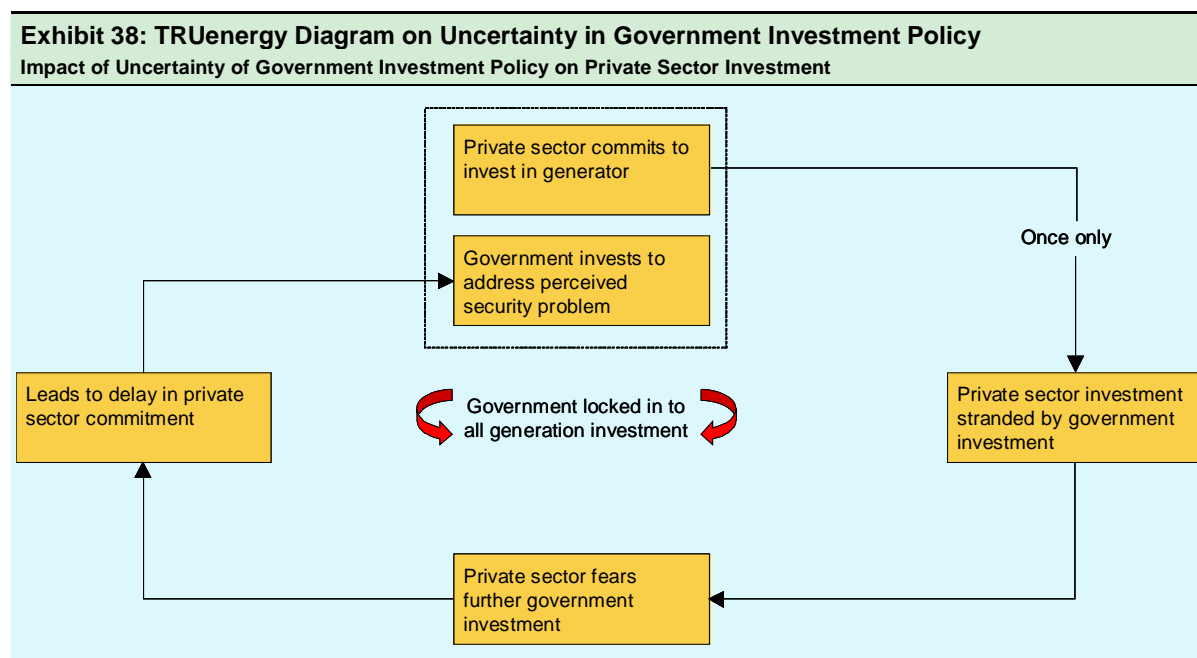 Exhibit 38: TRUenergy Diagram on Uncertainty in Government Investment Policy
Impact of Uncertainty of Government Investment Policy on Private Sector Investment
Private sector commits to
invest in generator
Once only
Government invests to
address perceived
security problem
Leads to delay in private
sector commitment
Government locked in to
all generation investment
Private sector investment
stranded by government
investment
Private sector fears
further government
investment